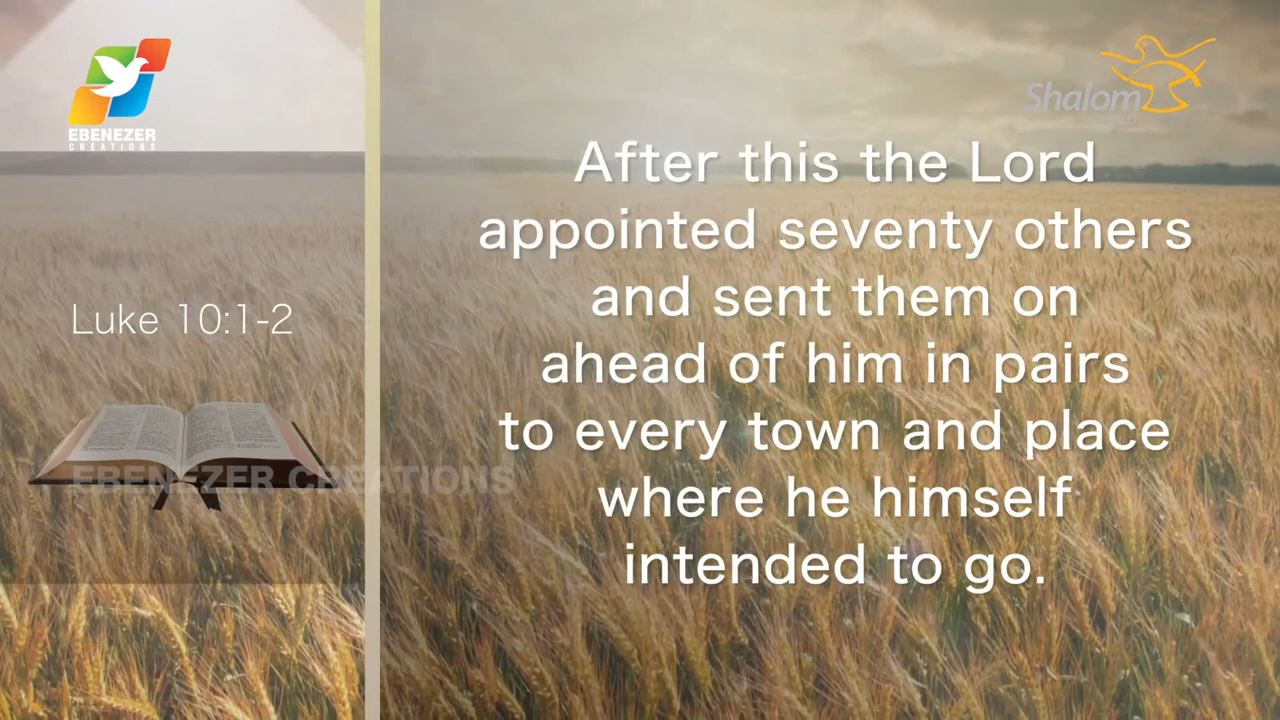 EBENEZER
CREATIONS
Shalom
After this the Lord
appointed seventy others
and sent them on
ahead of him in pairs
to every town and place
where he himself
intended to go.
Luke 10:1-2
EBENEZER CREATIONS